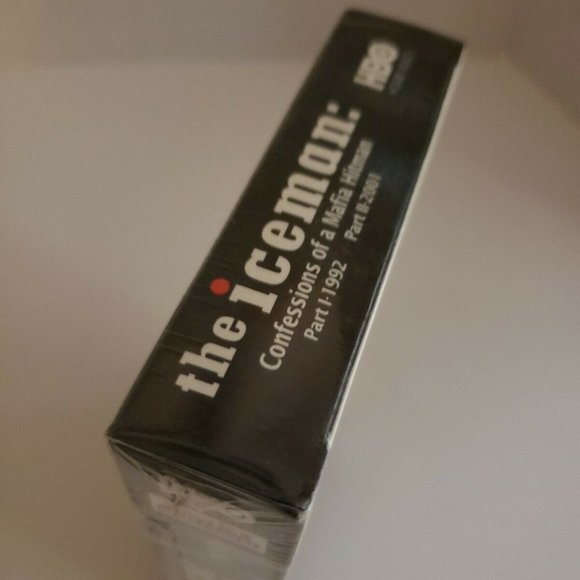 the iceman:
Confessions of a Mafia Hitman
Part I-1992 Part II-2001
HBO